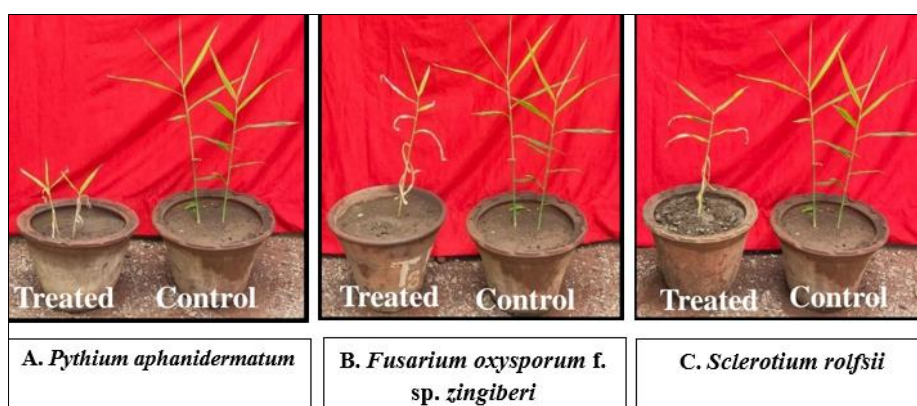 Treated Control
Treated Control
Treated Control
A. Pythium aphanidermatum
B. Fusarium oxysporum f.
sp. zingiberi
C. Sclerotium rolfsii